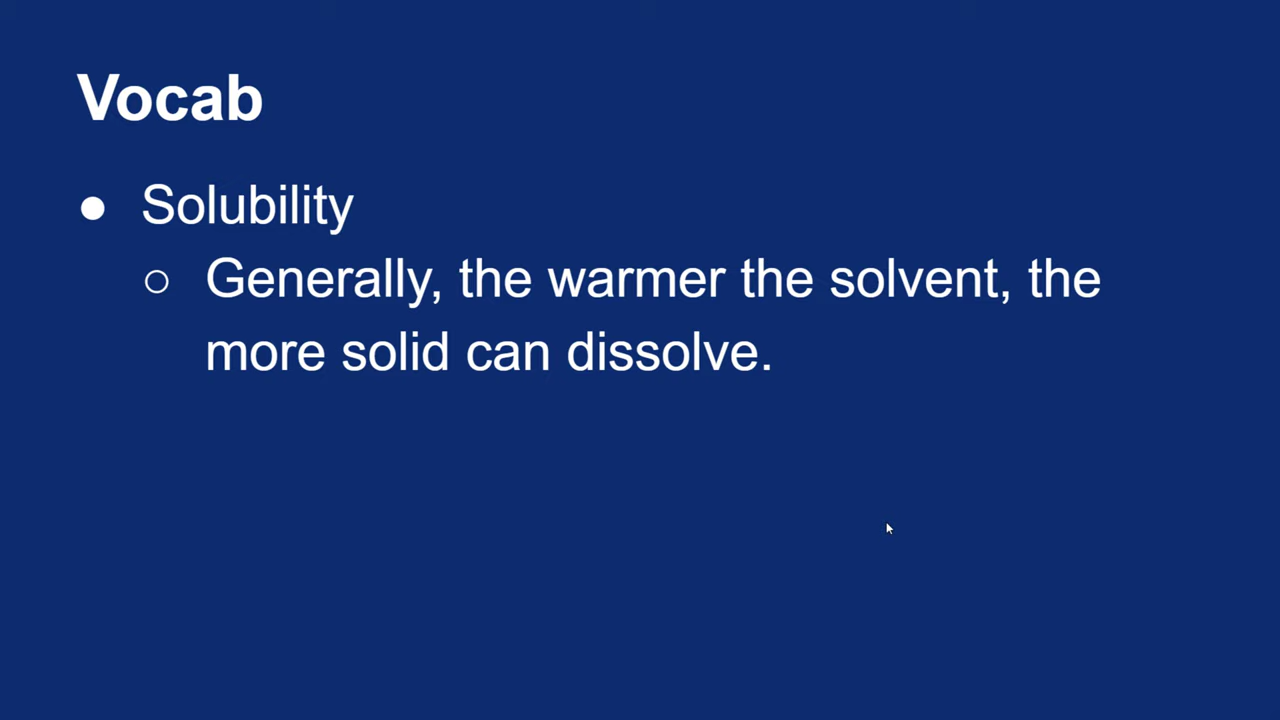 Vocab
● Solubility
○ Generally, the warmer the solvent, the
more solid can dissolve.